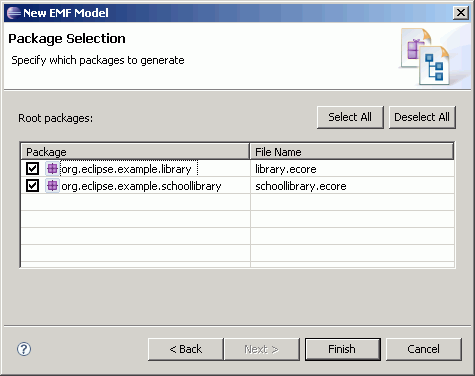 New EMF Model
Package Selection
Specify which packages to generate
Root packages:
Select All
Deselect All
Package
File Name
org.eclipse.example.library
library.ecore
org.eclipse.example.schoollibrary
schoollibrary.ecore
?
< Back
Next >
Finish
Cancel